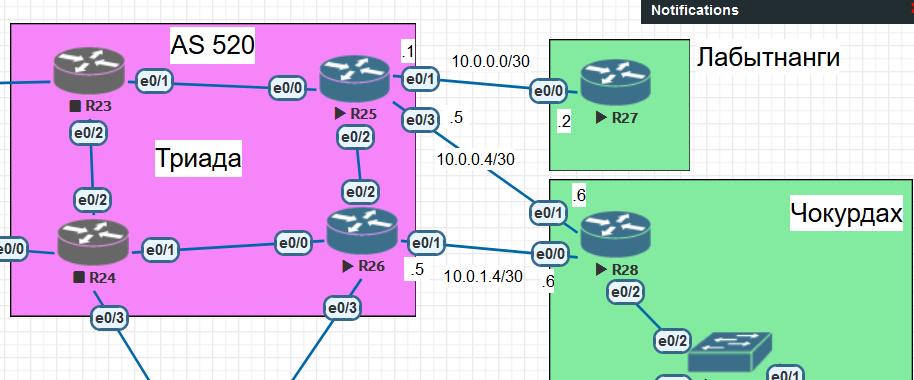 Notifications
AS 520
Лабытнанги
.1
10.0.0.0/30
e0/1
e0/0
e0/1
e0/0
R23
R25
R27
e0/2
e0/2
e0/3
.5
.2
Триада
10.0.0.4/30
e0/2
e0/2
.6
e0/1
Чокурдах
e0/0
e0/1
e0/0
e0/1
e0/0
R24
R26
.5
10.0.1.4/30
.6
R28
e0/2
e0/3
e0/3
e0/2
e0/1